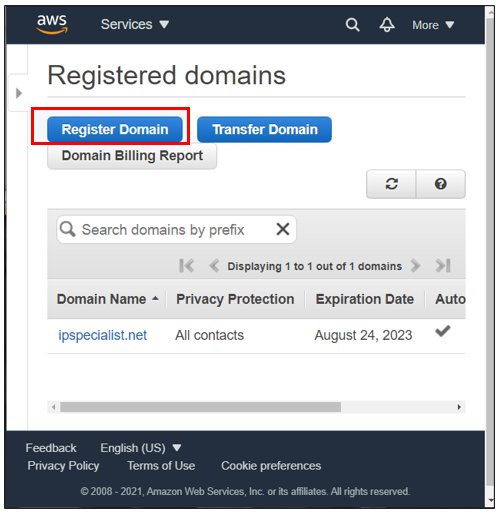 aws Services More
Registered domains
Register Domain Transfer Domain
Domain Billing Report
Search domains by prefix
Displaying 1 to 1 out of 1 domains
Domain Name Privacy Protection Expiration Date Auto
ipspecialist.net All contacts August 24, 2023
Feedback English (US)
Privacy Policy Terms of Use Cookie preferences
© 2008 - 2021, Amazon Web Services, Inc. or its affiliates. All rights reserved.